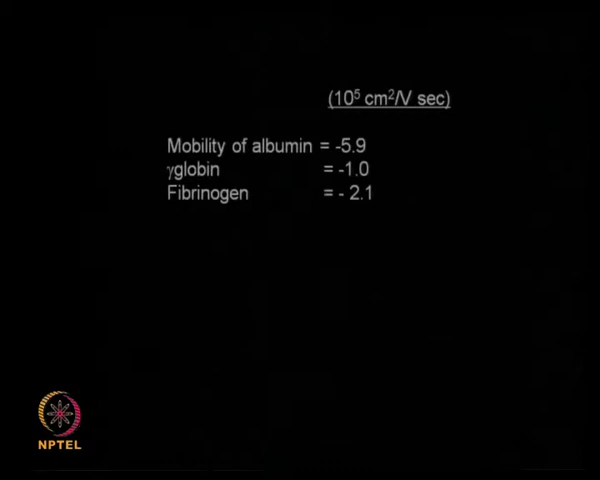 (10⁵ cm²/V sec)
Mobility of albumin = -5.9
γglobin = -1.0
Fibrinogen = - 2.1
NPTEL